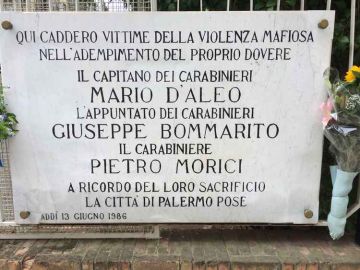 QUI CADDERO VITTIME DELLA VIOLENZA MAFIOSA
NELL'ADEMPIMENTO DEL PROPRIO DOVERE
IL CAPITANO DEI CARABINIERI
MARIO D'ALEO
L'APPUNTATO DEI CARABINIERI
GIUSEPPE BOMMARITO
IL CARABINIERE
PIETRO MORICI
A RICORDO DEL LORO SACRIFICIO
LA CITTÀ DI PALERMO POSE
ADDÌ 13 GIUGNO 1986